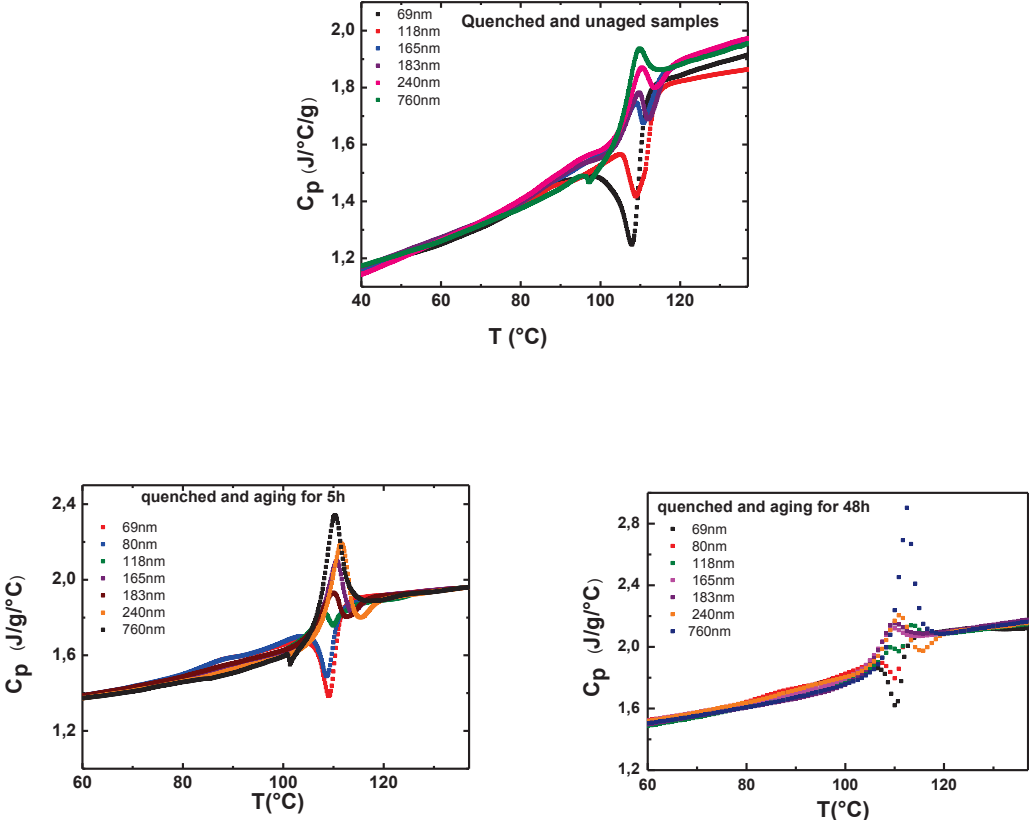 Quenched and unaged samples
69nm
118nm
165nm
183nm
240nm
760nm
2,0
1,8
1,6
1,4
1,2
Cp (J/°C/g)
40 60 80 100 120
T (°C)
quenched and aging for 5h
69nm
80nm
118nm
165nm
183nm
240nm
760nm
2,4
2,0
1,6
1,2
Cp (J/g/°C)
60 80 100 120
T(°C)
quenched and aging for 48h
69nm
80nm
118nm
165nm
183nm
240nm
760nm
2,8
2,4
2,0
1,6
1,2
Cp (J/g/°C)
60 80 100 120
T(°C)